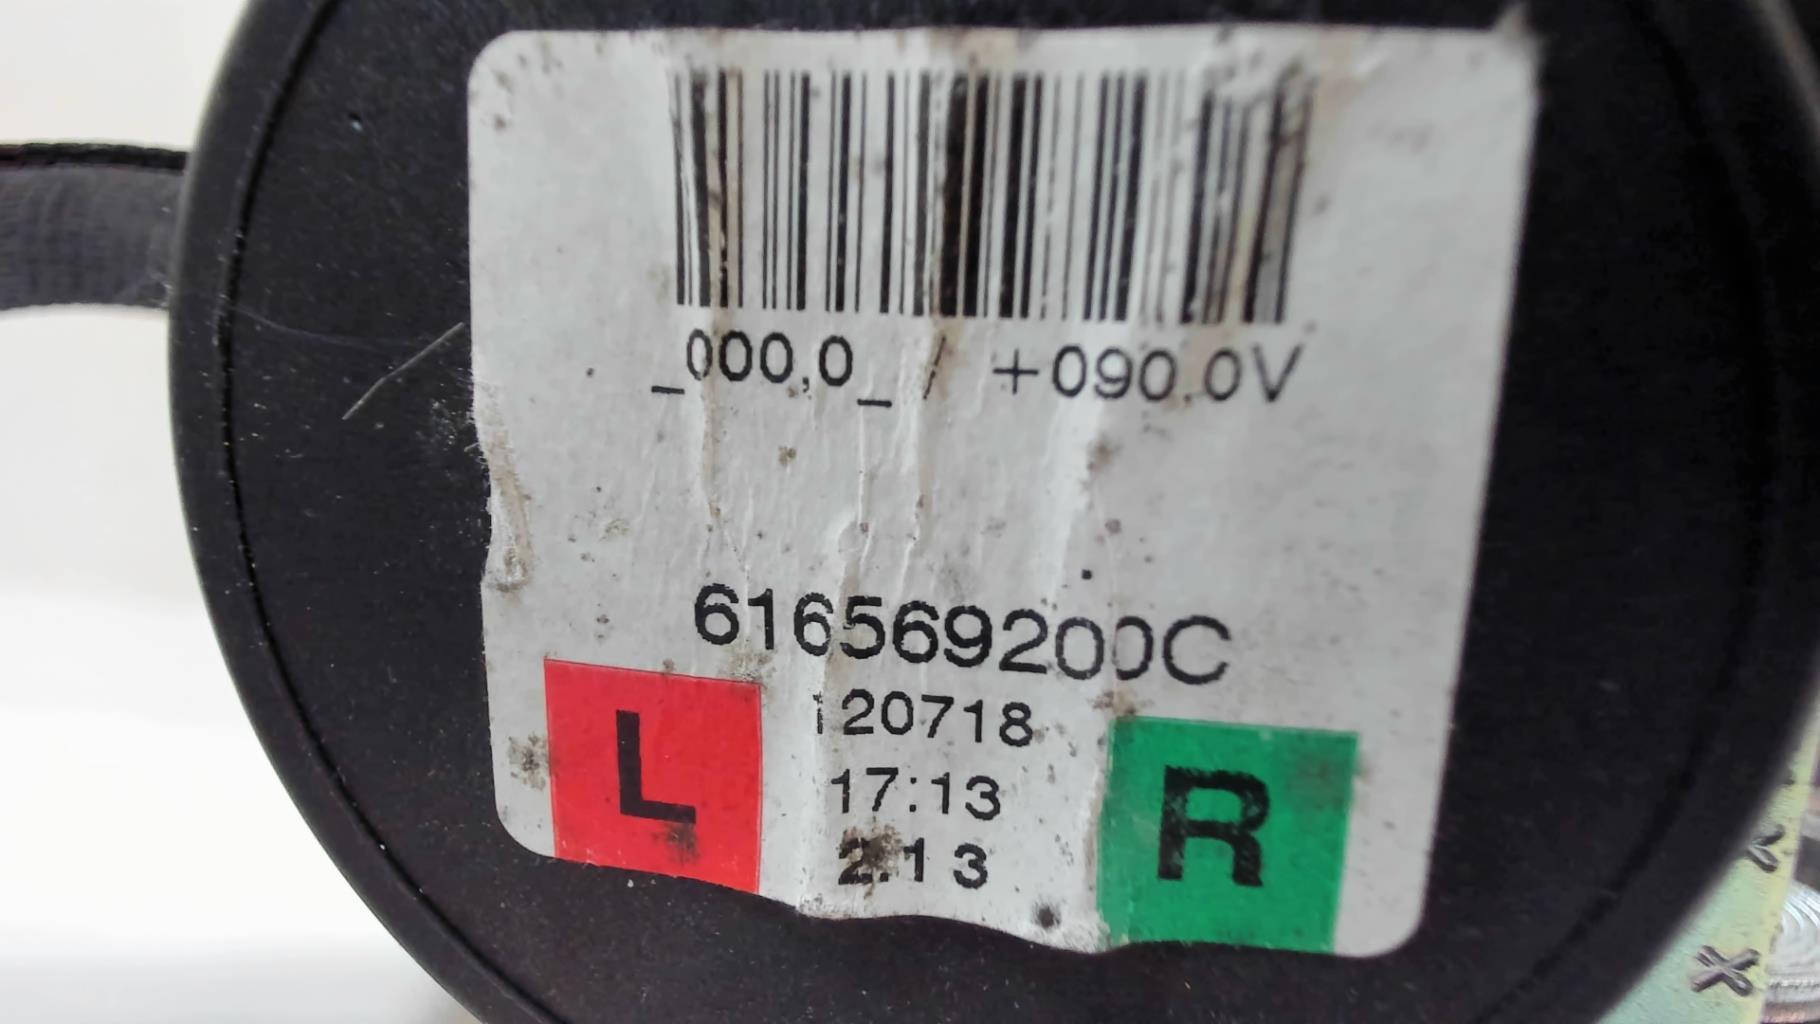 _000,0_ / +090.0V
616569200C
120718
L
17:13
R
2.13
X